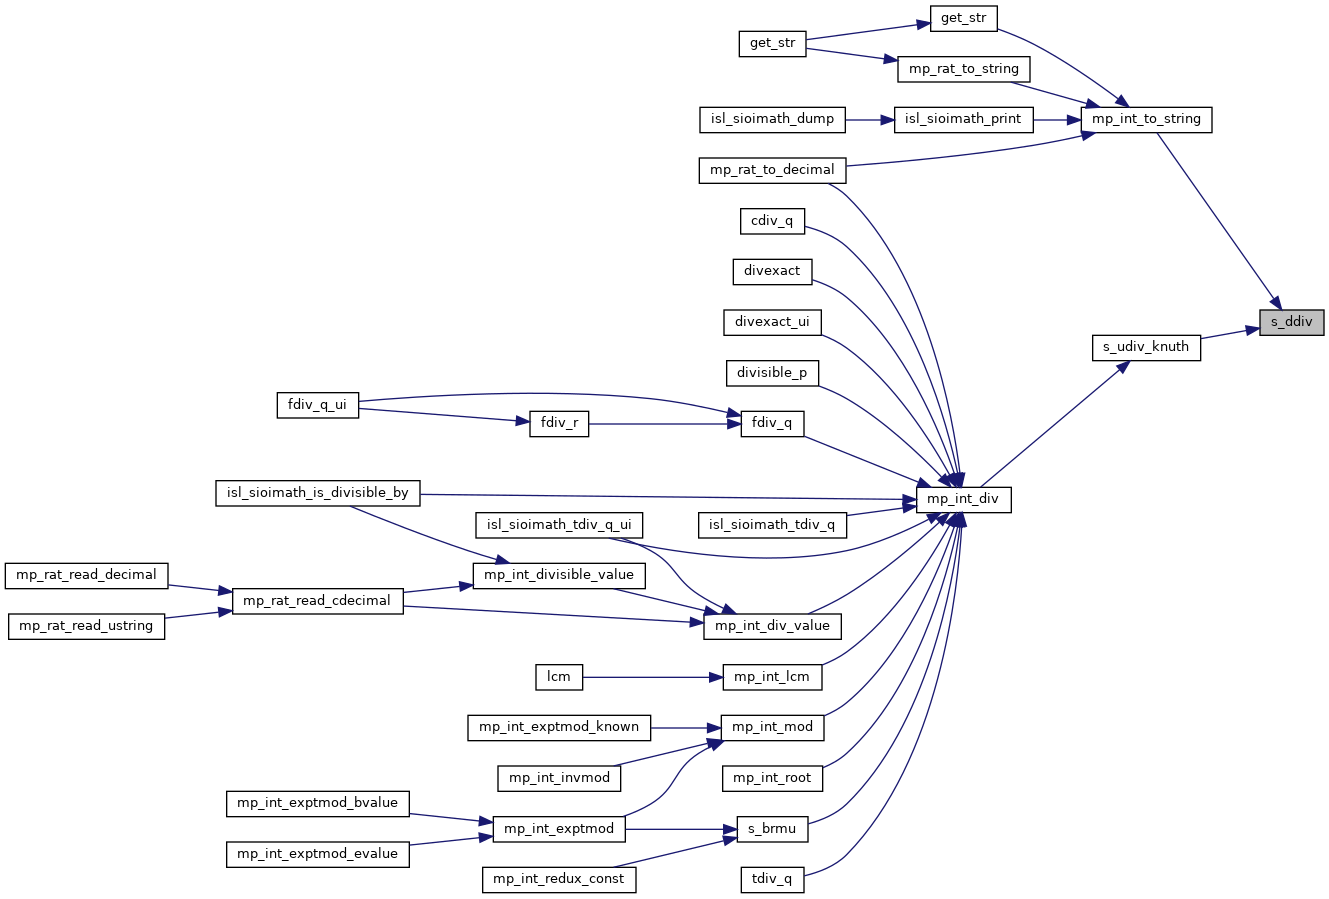 get_str
get_str
mp_rat_to_string
isl_sioimath_dump
isl_sioimath_print
mp_int_to_string
mp_rat_to_decimal
cdiv_q
divexact
divexact_ui
s_ddiv
s_udiv_knuth
divisible_p
fdiv_q_ui
fdiv_r
fdiv_q
isl_sioimath_is_divisible_by
mp_int_div
isl_sioimath_tdiv_q_ui
isl_sioimath_tdiv_q
mp_rat_read_decimal
mp_int_divisible_value
mp_rat_read_cdecimal
mp_rat_read_ustring
mp_int_div_value
lcm
mp_int_lcm
mp_int_exptmod_known
mp_int_mod
mp_int_invmod
mp_int_root
mp_int_exptmod_bvalue
mp_int_exptmod
s_brmu
mp_int_exptmod_evalue
mp_int_redux_const
tdiv_q